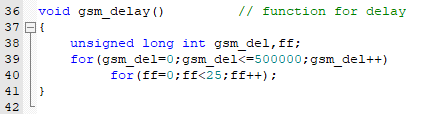 36 void gsm_delay() // function for delay
37 {
38 unsigned long int gsm_del,ff;
39 for(gsm_del=0;gsm_del<=500000;gsm_del++)
40 for(ff=0;ff<25;ff++);
41 }
42